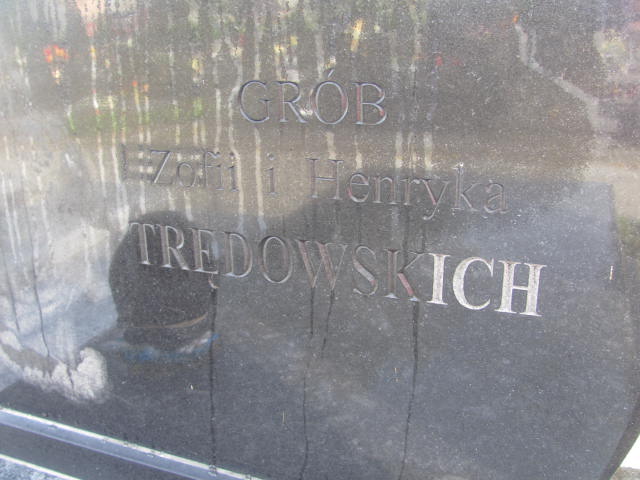 GRÓB
Zofii i Henryka
TRĘDOWSKICH